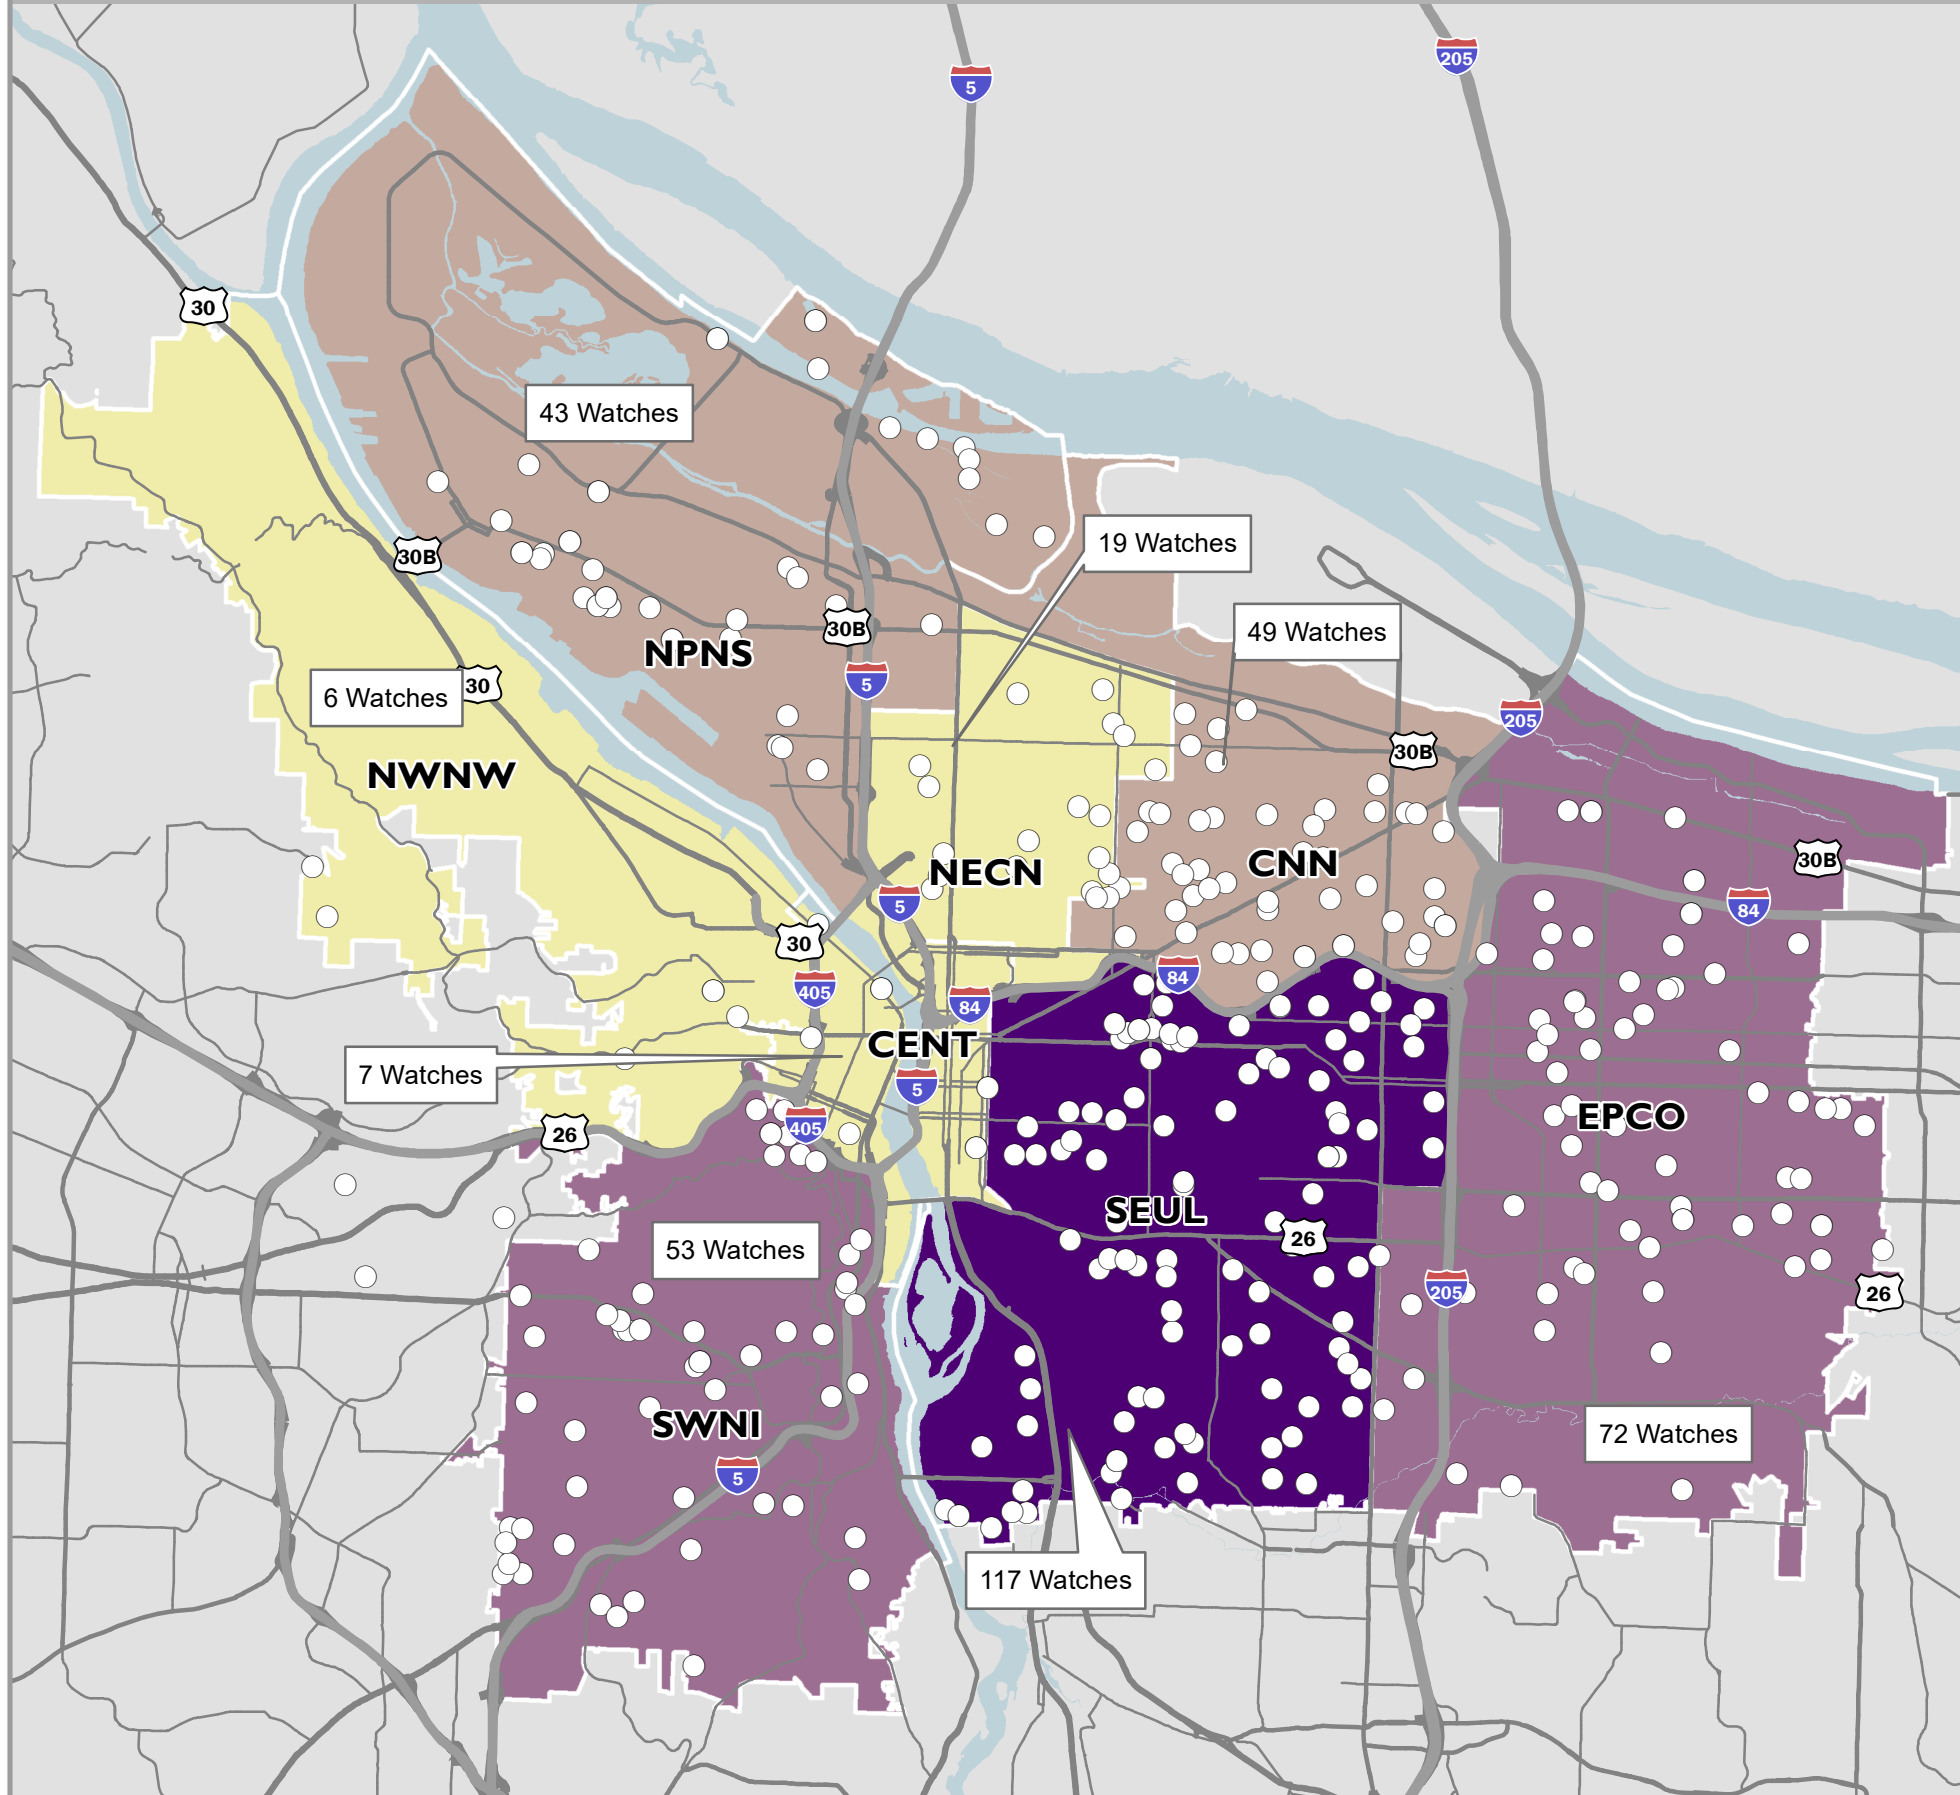 5
205
30
43 Watches
30B
19 Watches
49 Watches
30B
NPNS
5
6 Watches
30
205
30B
NWNW
CNN
NECN
30B
5
84
30
84
405
84
CENT
7 Watches
5
EPCO
405
26
SEUL
53 Watches
26
205
26
SWNI
72 Watches
5
117 Watches